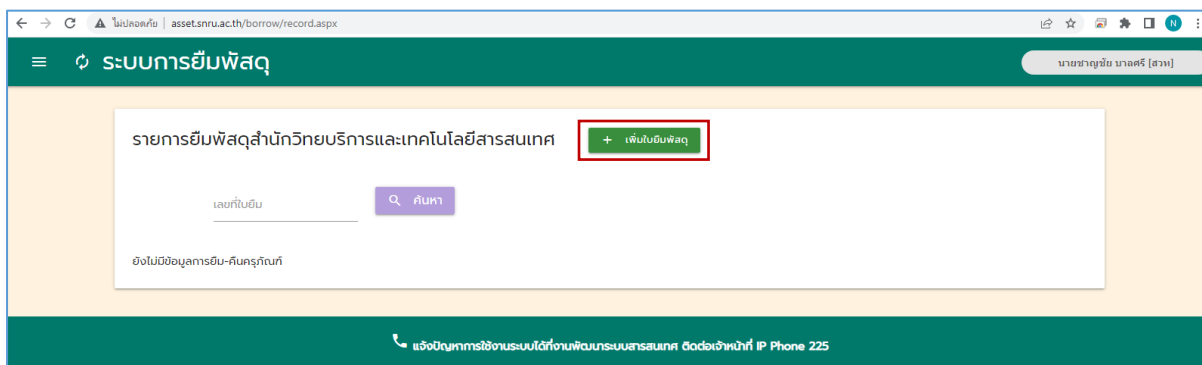 ไม่ปลอดภัย | asset.snru.ac.th/borrow/record.aspx
N
ระบบการยืมพัสดุ
นายชาญชัย บาลศรี [สวท]
รายการยืมพัสดุสำนักวิทยบริการและเทคโนโลยีสารสนเทศ
+ เพิ่มใบยืมพัสดุ
เลขที่ใบยืม
ค้นหา
ยังไม่มีข้อมูลการยืม-คืนครุภัณฑ์
แจ้งปัญหาการใช้งานระบบได้ที่งานพัฒนาระบบสารสนเทศ ติดต่อเจ้าหน้าที่ IP Phone 225